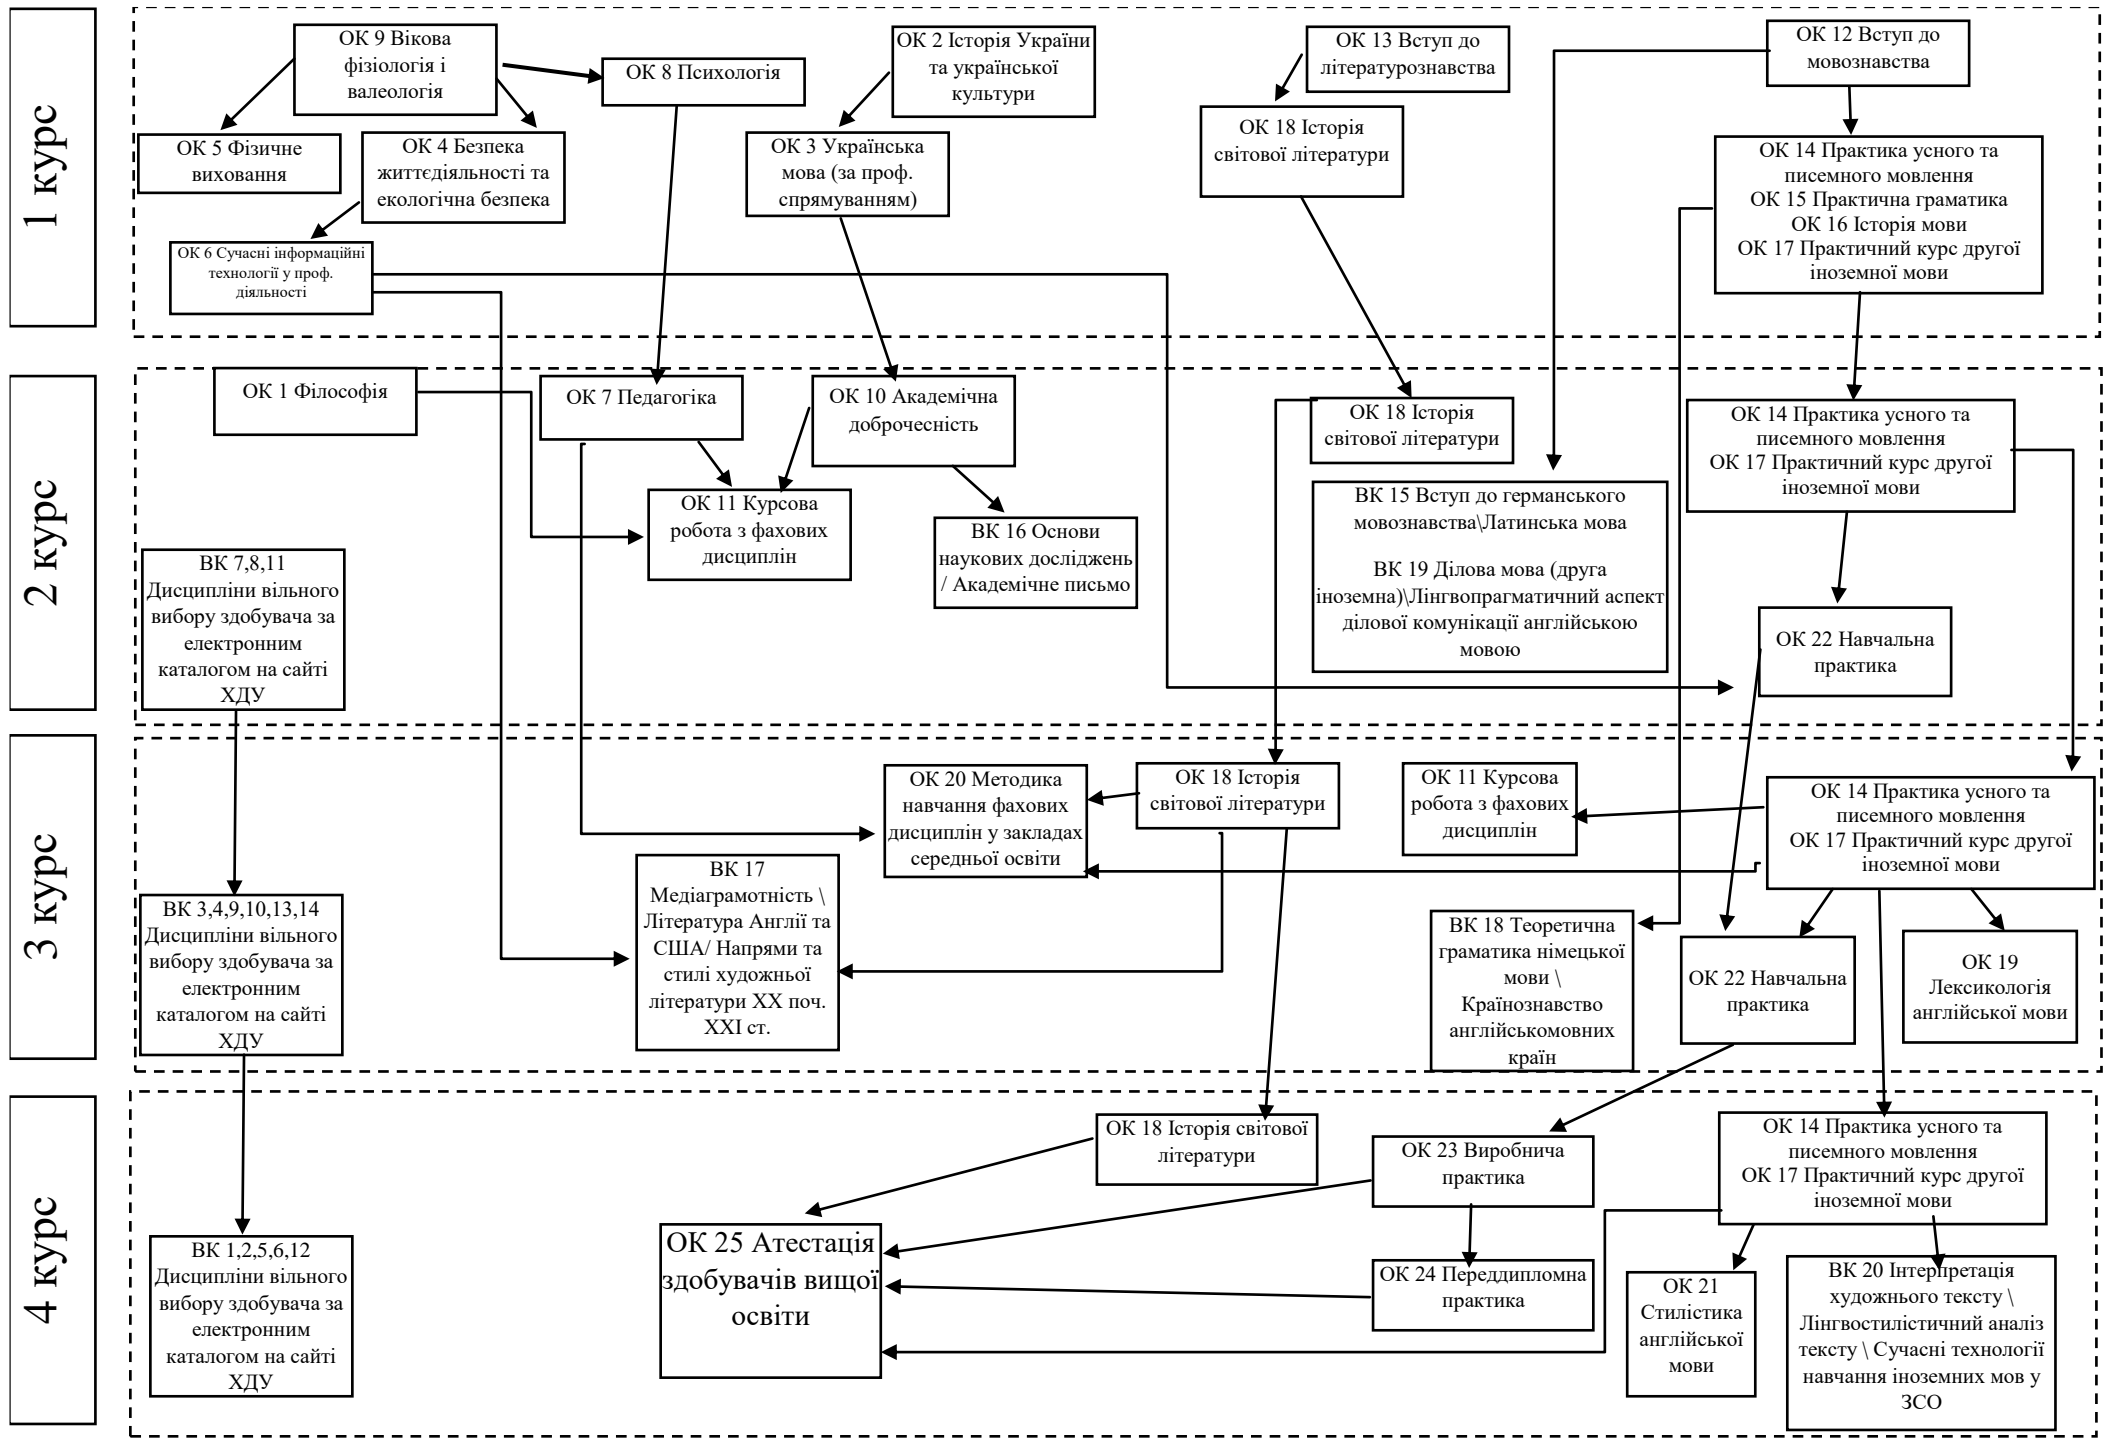 1 курс
ОК 9 Вікова
фізіологія і
валеологія
ОК 8 Психологія
ОК 2 Історія України
та української
культури
ОК 13 Вступ до
літературознавства
ОК 12 Вступ до
мовознавства
ОК 5 Фізичне
виховання
ОК 4 Безпека
життєдіяльності та
екологічна безпека
ОК 3 Українська
мова (за проф.
спрямуванням)
ОК 18 Історія
світової літератури
ОК 14 Практика усного та
писемного мовлення
ОК 15 Практична граматика
ОК 16 Історія мови
ОК 17 Практичний курс другої
іноземної мови
ОК 6 Сучасні інформаційні
технології у проф.
діяльності
2 курс
ОК 1 Філософія
ОК 7 Педагогіка
ОК 10 Академічна
доброчесність
ОК 18 Історія
світової літератури
ОК 14 Практика усного та
писемного мовлення
ОК 17 Практичний курс другої
іноземної мови
ОК 11 Курсова
робота з фахових
дисциплін
ВК 16 Основи
наукових досліджень
/ Академічне письмо
ВК 15 Вступ до германського
мовознавства\Латинська мова
ВК 19 Ділова мова (друга
іноземна)\Лінгвопрагматичний аспект
ділової комунікації англійською
мовою
ВК 7,8,11
Дисципліни вільного
вибору здобувача за
електронним
каталогом на сайті
ХДУ
ОК 22 Навчальна
практика
3 курс
ОК 20 Методика
навчання фахових
дисциплін у закладах
середньої освіти
ОК 18 Історія
світової літератури
ОК 11 Курсова
робота з фахових
дисциплін
ОК 14 Практика усного та
писемного мовлення
ОК 17 Практичний курс другої
іноземної мови
ВК 17
Медіаграмотність \
Література Англії та
США/ Напрями та
стилі художньої
літератури ХХ поч.
ХХІ ст.
ВК 3,4,9,10,13,14
Дисципліни вільного
вибору здобувача за
електронним
каталогом на сайті
ХДУ
ВК 18 Теоретична
граматика німецької
мови \
Країнознавство
англійськомовних
країн
ОК 22 Навчальна
практика
ОК 19
Лексикологія
англійської мови
4 курс
ОК 18 Історія світової
літератури
ОК 23 Виробнича
практика
ОК 14 Практика усного та
писемного мовлення
ОК 17 Практичний курс другої
іноземної мови
ВК 1,2,5,6,12
Дисципліни вільного
вибору здобувача за
електронним
каталогом на сайті
ХДУ
ОК 25 Атестація
здобувачів вищої
освіти
ОК 24 Переддипломна
практика
ОК 21
Стилістика
англійської
мови
ВК 20 Інтерпретація
художнього тексту \
Лінгвостилістичний аналіз
тексту \ Сучасні технології
навчання іноземних мов у
ЗСО